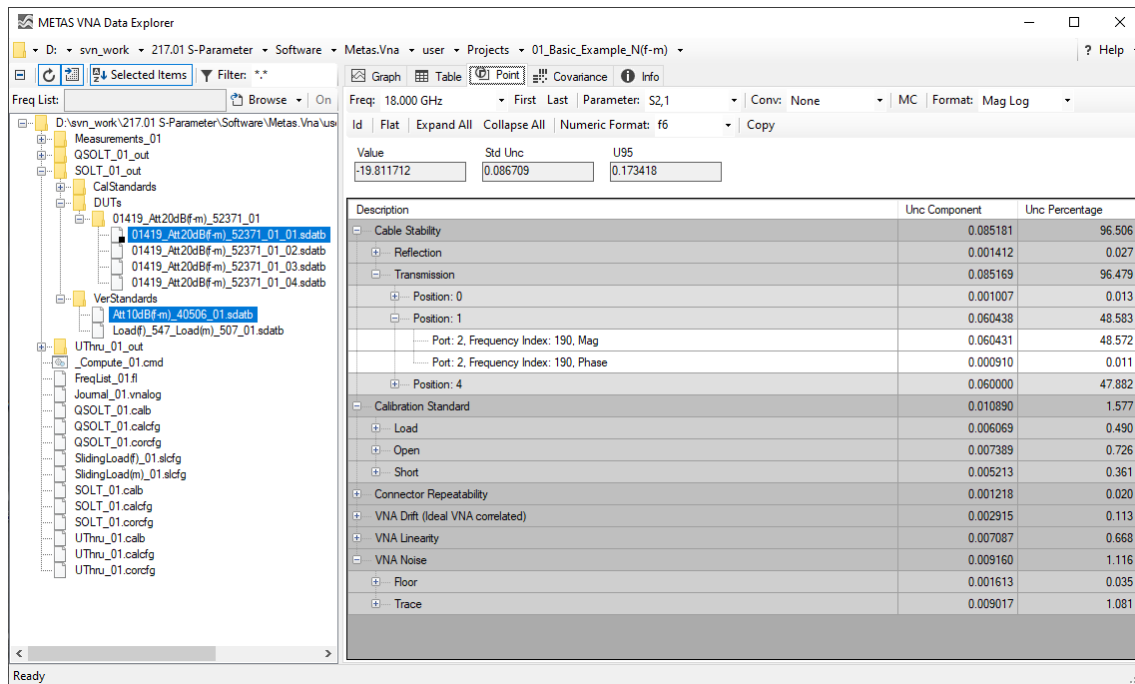 METAS VNA Data Explorer
D: svn_work 217.01 S-Parameter Software Metas.Vna user Projects 01_Basic_Example_N(f-m) ? Help
Selected Items Filter: *.* Graph Table Point Covariance Info
Freq List: Browse On Freq: 18.000 GHz First Last Parameter: S2,1 Conv: None MC Format: Mag Log
Id Flat Expand All Collapse All Numeric Format: f6 Copy
Value Std Unc U95
-19.811712 0.086709 0.173418
D:\svn_work\217.01 S-Parameter\Software\Metas.Vna\us
Measurements_01
QSOLT_01_out
SOLT_01_out
CalStandards
DUTs
01419_Att20dB(f-m)_52371_01
01419_Att20dB(f-m)_52371_01_01.sdatb
01419_Att20dB(f-m)_52371_01_02.sdatb
01419_Att20dB(f-m)_52371_01_03.sdatb
01419_Att20dB(f-m)_52371_01_04.sdatb
VerStandards
Att10dB(f-m)_40506_01.sdatb
Load(f)_547_Load(m)_507_01.sdatb
UThru_01_out
_Compute_01.cmd
FreqList_01.fl
Journal_01.vnalog
QSOLT_01.calb
QSOLT_01.calcfg
QSOLT_01.corcfg
SlidingLoad(f)_01.slcfg
SlidingLoad(m)_01.slcfg
SOLT_01.calb
SOLT_01.calcfg
SOLT_01.corcfg
UThru_01.calb
UThru_01.calcfg
UThru_01.corcfg
Description Unc Component Unc Percentage
Cable Stability 0.085181 96.506
Reflection 0.001412 0.027
Transmission 0.085169 96.479
Position: 0 0.001007 0.013
Position: 1 0.060438 48.583
Port: 2, Frequency Index: 190, Mag 0.060431 48.572
Port: 2, Frequency Index: 190, Phase 0.000910 0.011
Position: 4 0.060000 47.882
Calibration Standard 0.010890 1.577
Load 0.006069 0.490
Open 0.007389 0.726
Short 0.005213 0.361
Connector Repeatability 0.001218 0.020
VNA Drift (Ideal VNA correlated) 0.002915 0.113
VNA Linearity 0.007087 0.668
VNA Noise 0.009160 1.116
Floor 0.001613 0.035
Trace 0.009017 1.081
Ready